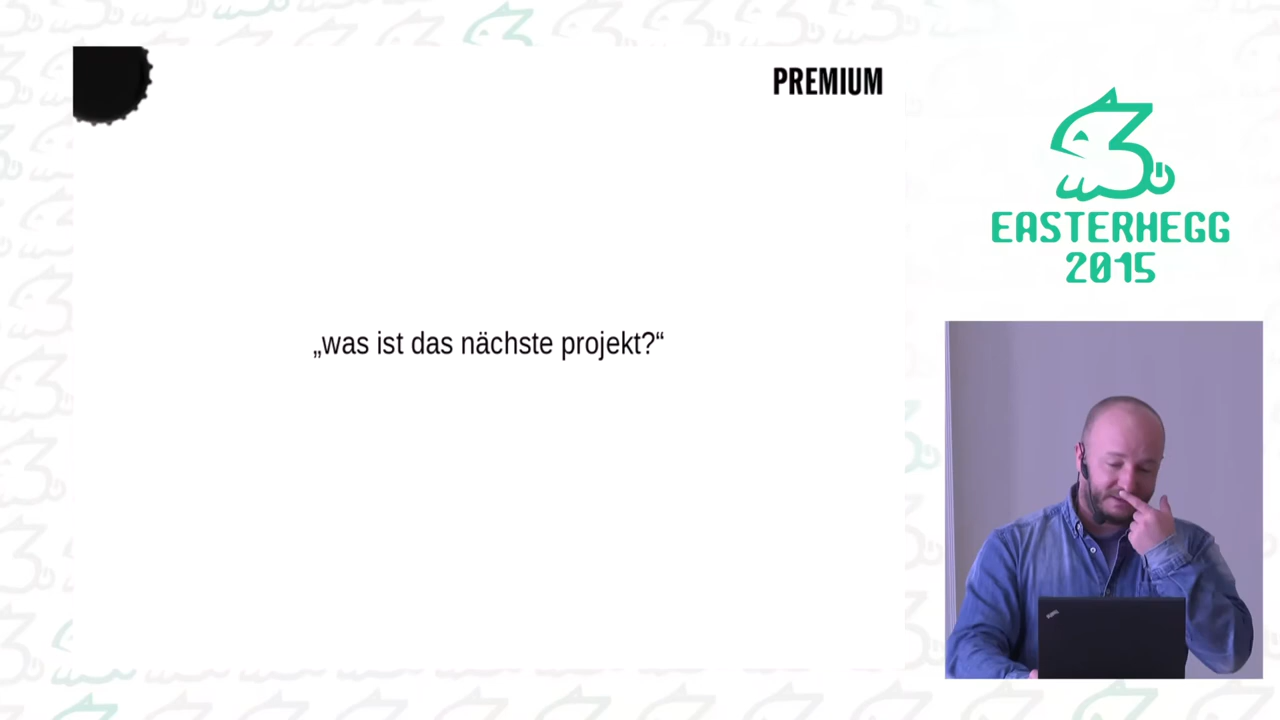 PREMIUM
„was ist das nächste projekt?“
EASTERHEGG
2015